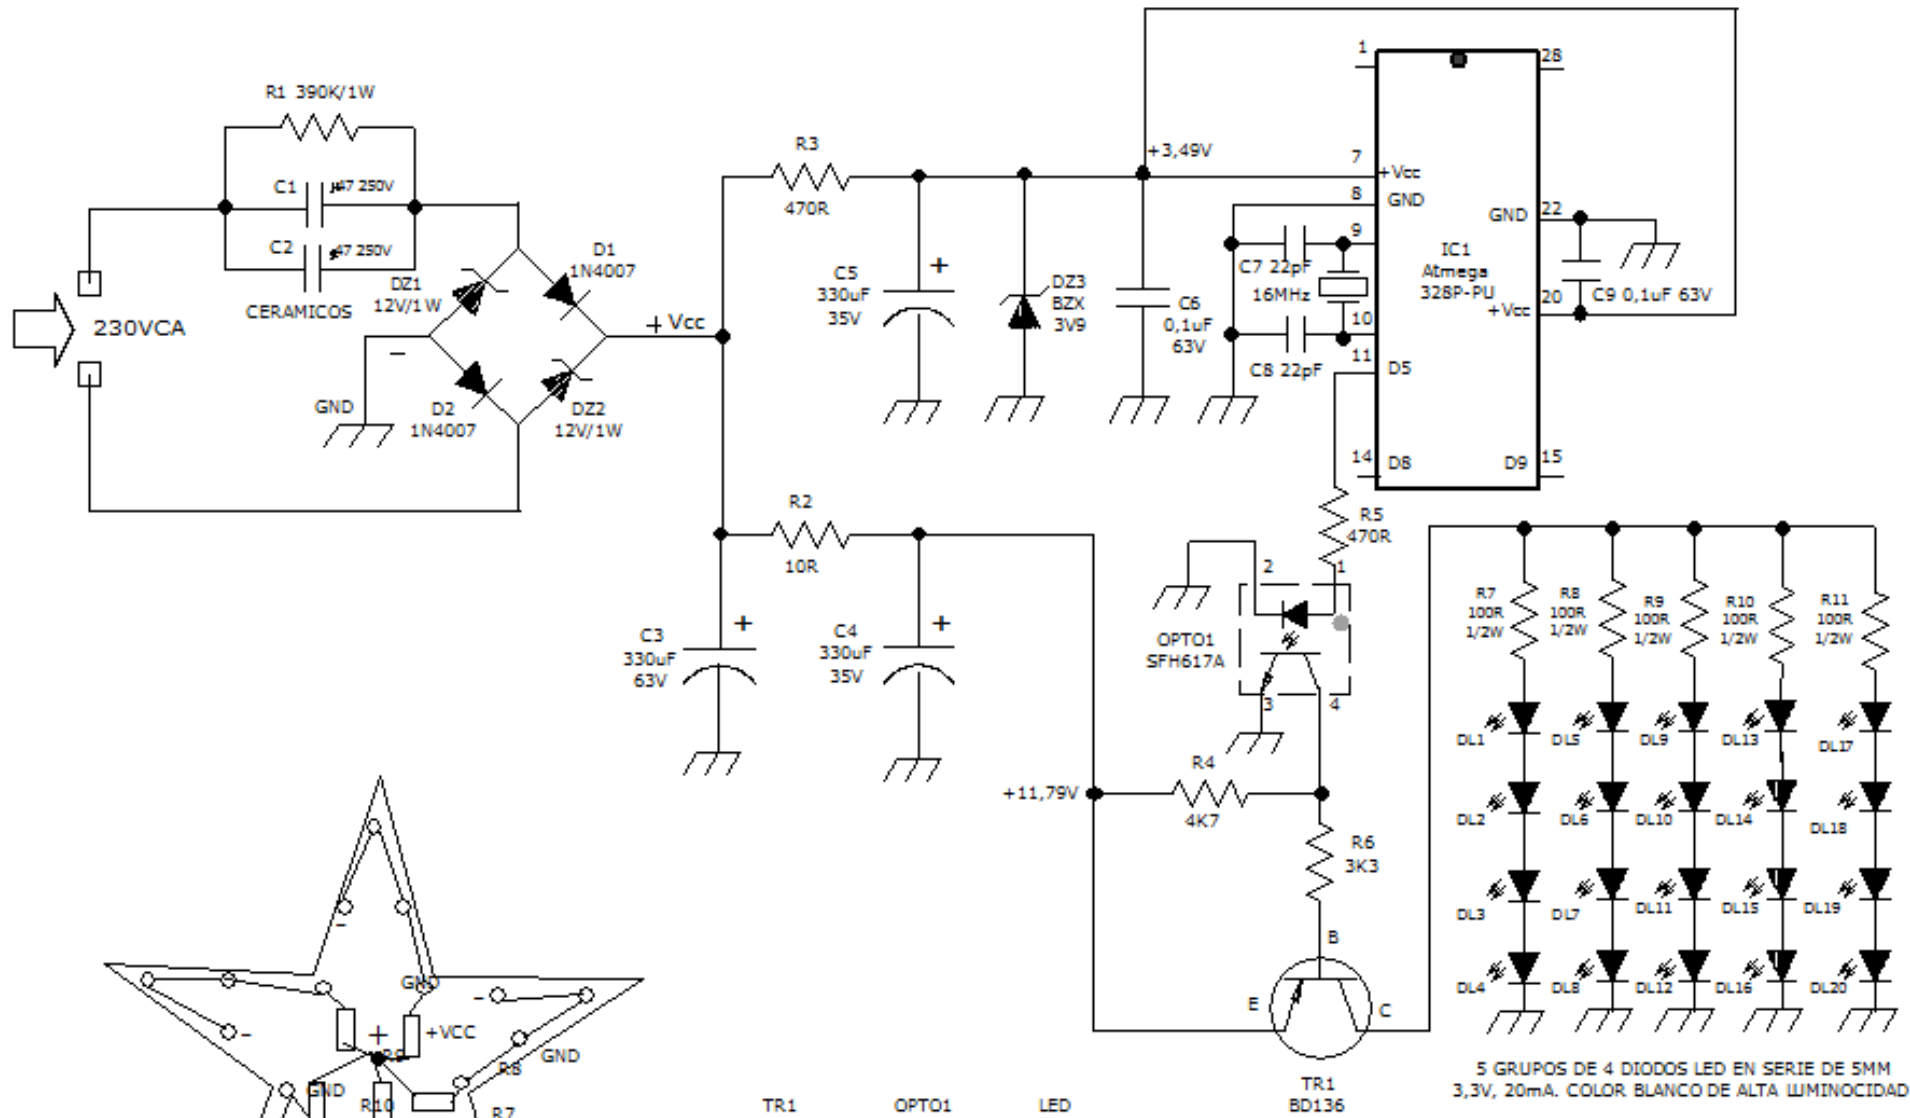 R1 390K/1W
C1
47 250V
C2
47 250V
CERAMICOS
230VCA
DZ1
12V/1W
D1
1N4007
D2
1N4007
DZ2
12V/1W
GND
−
+ Vcc
R3
470R
C5
330uF
35V
+
DZ3
BZX
3V9
C6
0,1uF
63V
+3,49V
1
28
7
+Vcc
8
GND
9
C7 22pF
16MHz
10
C8 22pF
11
D5
14
D8
IC1
Atmega
328P-PU
GND
22
20
+Vcc
C9 0,1uF 63V
D9
15
R2
10R
C3
330uF
63V
+
C4
330uF
35V
+
R5
470R
2
1
OPTO1
SFH617A
3
4
+11,79V
R4
4K7
R6
3K3
B
E
C
TR1
BD136
R7
100R
1/2W
R8
100R
1/2W
R9
100R
1/2W
R10
100R
1/2W
R11
100R
1/2W
DL1
DL5
DL9
DL13
DL17
DL2
DL6
DL10
DL14
DL18
DL3
DL7
DL11
DL15
DL19
DL4
DL8
DL12
DL16
DL20
5 GRUPOS DE 4 DIODOS LED EN SERIE DE 5MM
3,3V, 20mA. COLOR BLANCO DE ALTA LUMINOCIDAD
-
GND
-
-
+
+VCC
R9
GND
R8
GND
R10
R7
TR1
OPTO1
LED